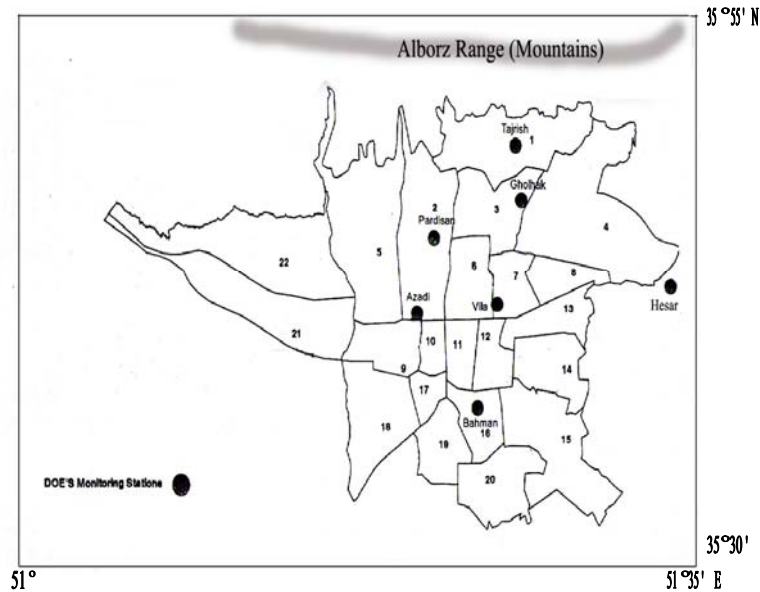 35°55' N
Alborz Range (Mountains)
Tajrish
1
Gholhak
2
3
Pardisan
4
5
6
22
7
8
Azadi
Villa
Hesar
13
21
10
11
12
9
14
17
Bahman
18
16
19
15
20
DOE'S Monitoring Stations
35°30'
51°
51°35' E